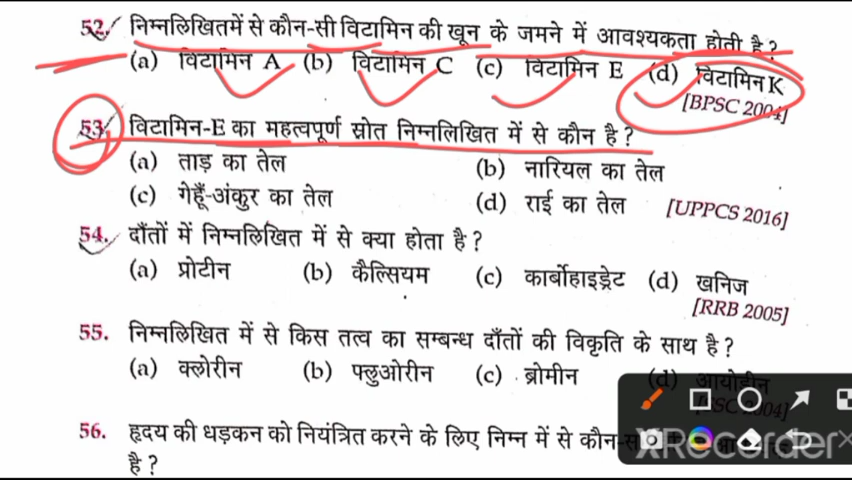 52. निम्नलिखितमें से कौन-सी विटामिन की खून के जमने में आवश्यकता होती है?
(a) विटामिन A (b) विटामिन C (c) विटामिन E (d) विटामिन K
[BPSC 2004]
53. विटामिन-E का महत्वपूर्ण स्रोत निम्नलिखित में से कौन है?
(a) ताड़ का तेल (b) नारियल का तेल
(c) गेहूँ-अंकुर का तेल (d) राई का तेल [UPPCS 2016]
54. दाँतों में निम्नलिखित में से क्या होता है?
(a) प्रोटीन (b) कैल्सियम (c) कार्बोहाइड्रेट (d) खनिज
[RRB 2005]
55. निम्नलिखित में से किस तत्व का सम्बन्ध दाँतों की विकृति के साथ है?
(a) क्लोरीन (b) फ्लुओरीन (c) ब्रोमीन (d) आयोडीन
2004]
56. हृदय की धड़कन को नियंत्रित करने के लिए निम्न में से
है?
XRecorder